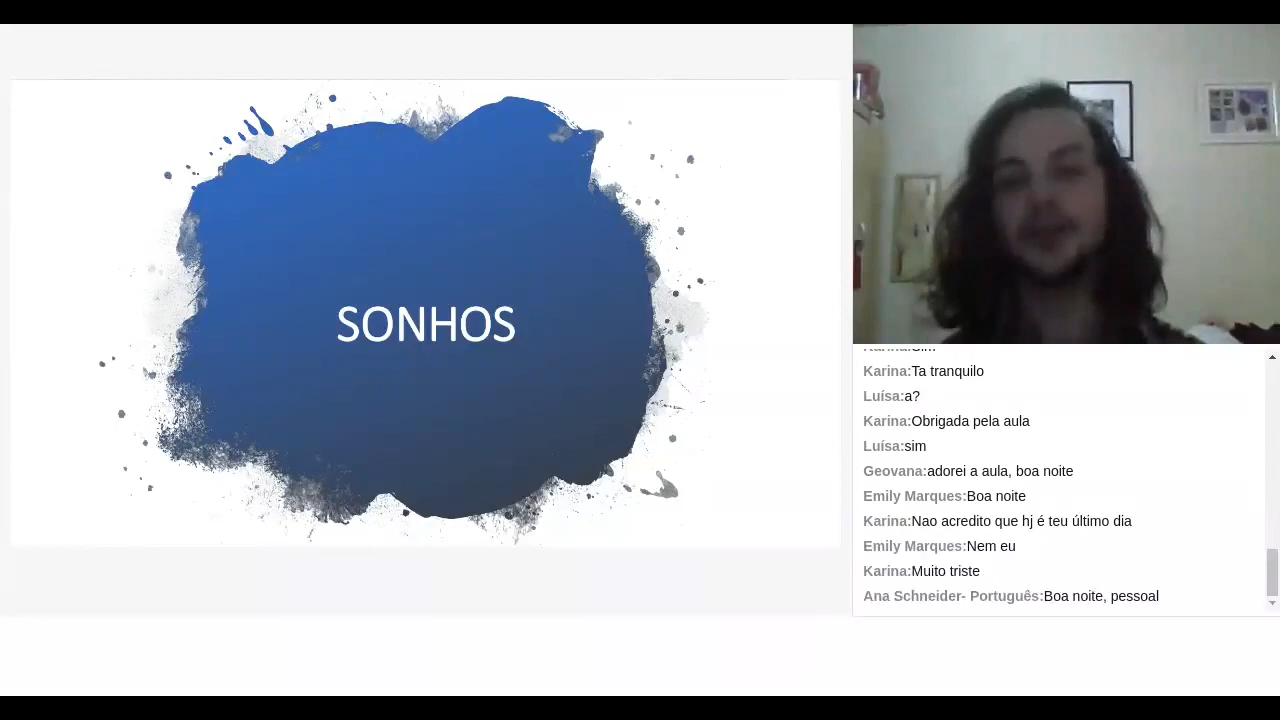 SONHOS
Karina:Sim
Karina:Ta tranquilo
Luísa:a?
Karina:Obrigada pela aula
Luísa:sim
Geovana:adorei a aula, boa noite
Emily Marques:Boa noite
Karina:Nao acredito que hj é teu último dia
Emily Marques:Nem eu
Karina:Muito triste
Ana Schneider- Português:Boa noite, pessoal